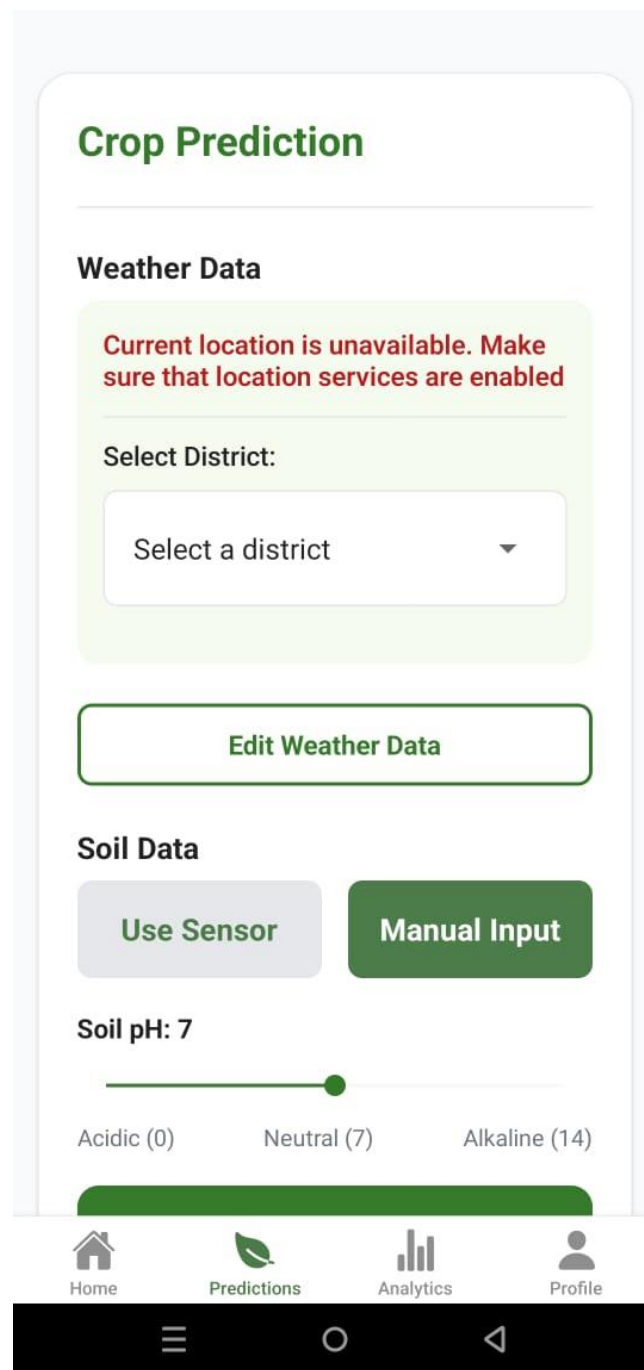 Crop Prediction
Weather Data
Current location is unavailable. Make
sure that location services are enabled
Select District:
Select a district
Edit Weather Data
Soil Data
Use Sensor
Manual Input
Soil pH: 7
Acidic (0) Neutral (7) Alkaline (14)
Home Predictions Analytics Profile